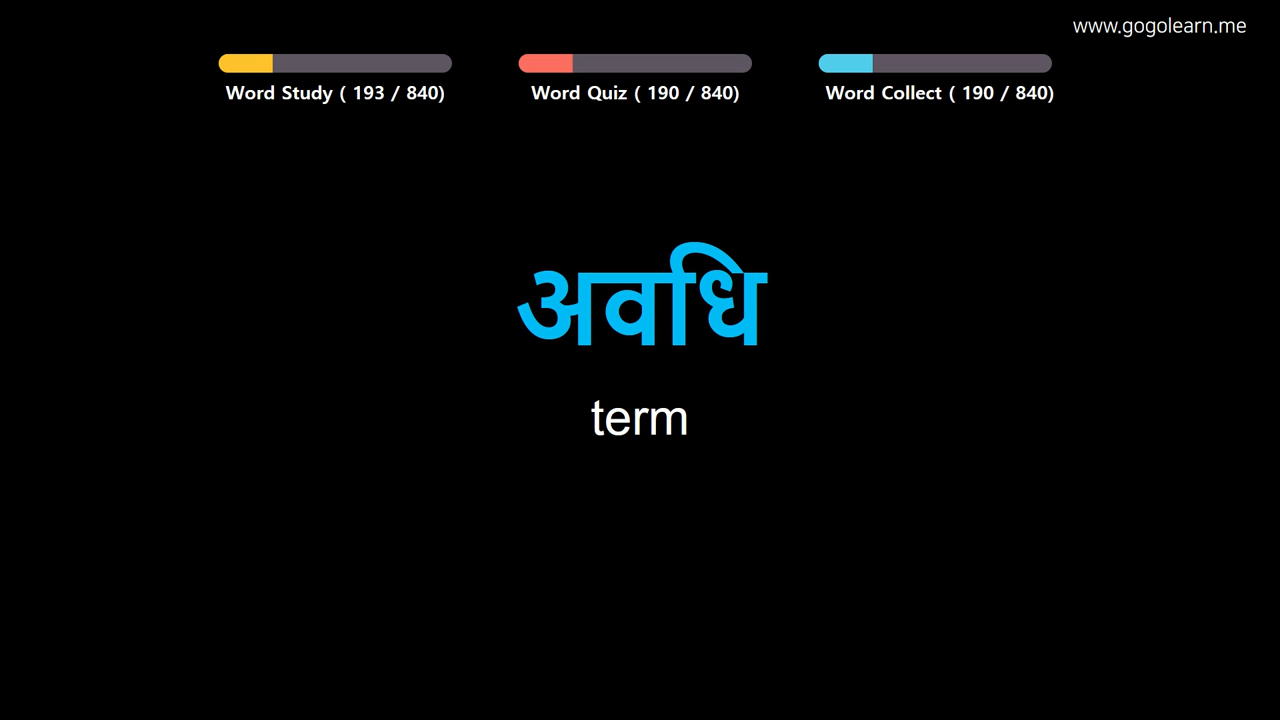 www.gogolearn.me
Word Study ( 193 / 840)
Word Quiz ( 190 / 840)
Word Collect ( 190 / 840)
अवधि
term